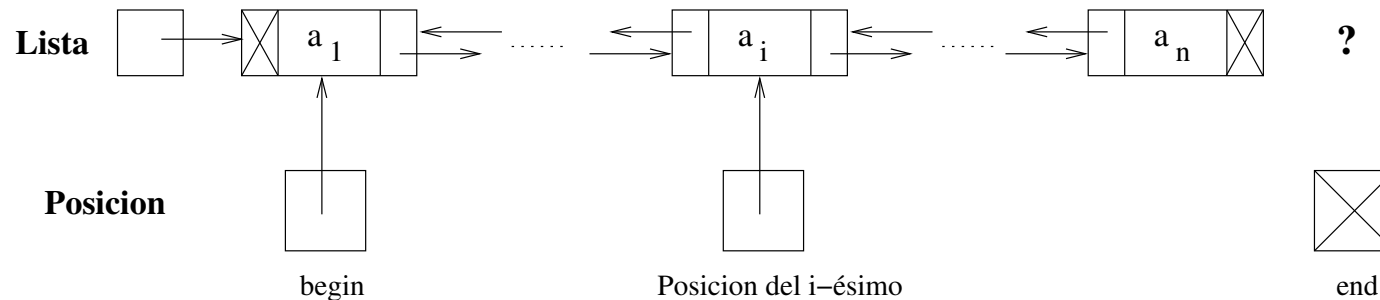 Lista a 1 ...... a i ...... a n ?
Posicion
begin Posicion del i−ésimo end